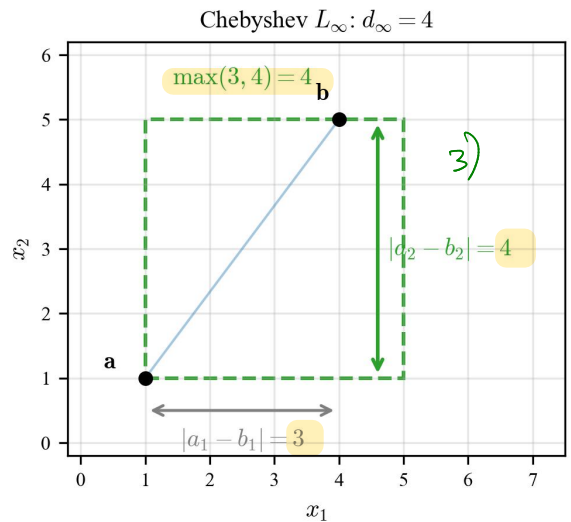 Chebyshev L∞: d∞ = 4
max(3, 4) = 4
b
3)
|a₂ − b₂| = 4
a
|a₁ − b₁| = 3
6
5
4
3
2
1
0
x₂
0 1 2 3 4 5 6 7
x₁